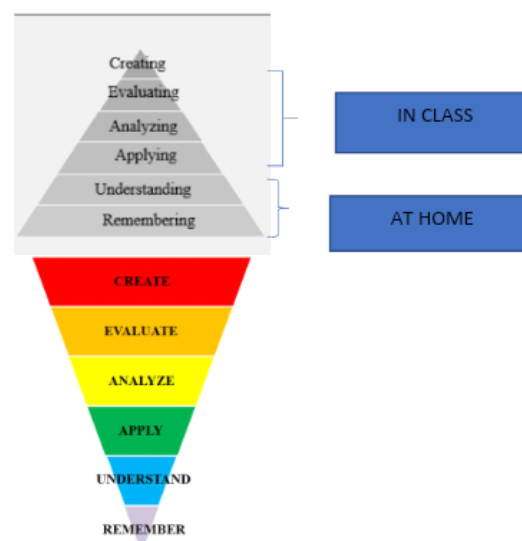 Creating
Evaluating
Analyzing
Applying
Understanding
Remembering
IN CLASS
AT HOME
CREATE
EVALUATE
ANALYZE
APPLY
UNDERSTAND
REMEMBER